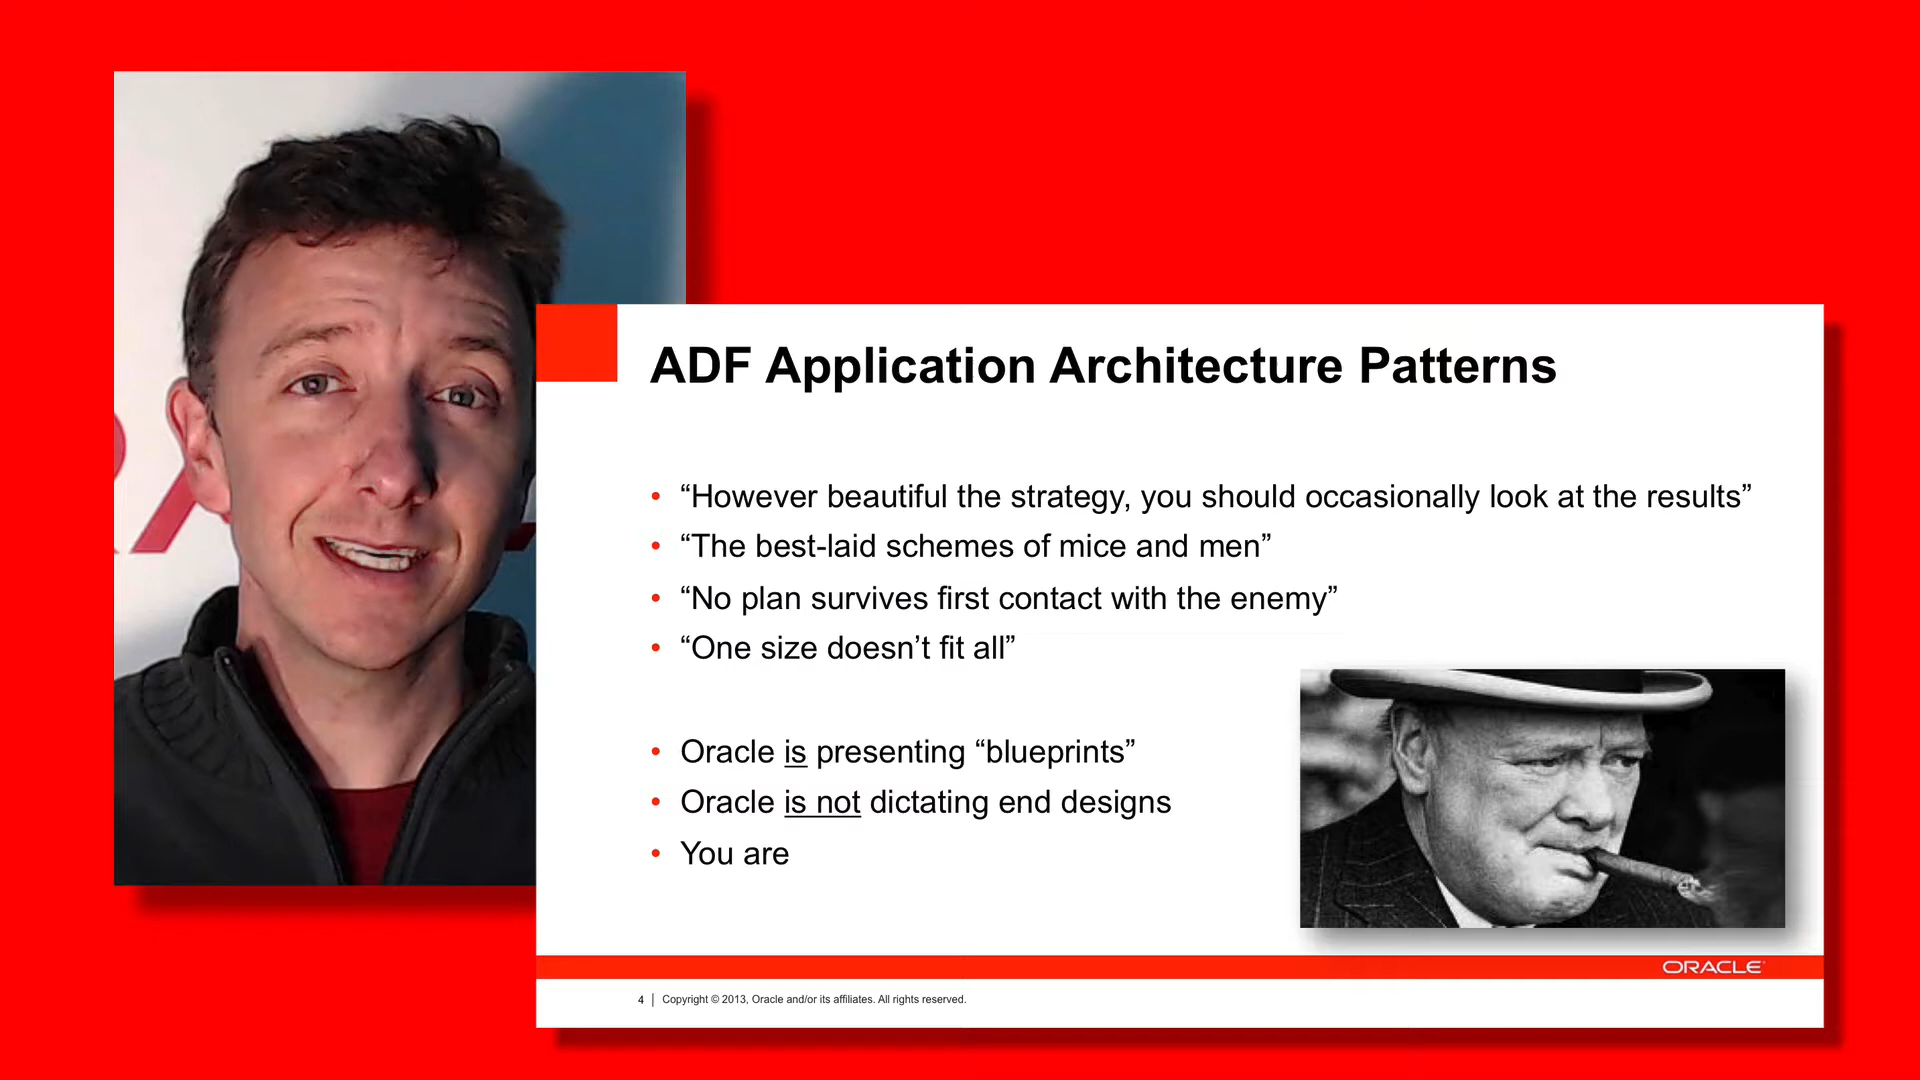 ADF Application Architecture Patterns
• “However beautiful the strategy, you should occasionally look at the results”
• “The best-laid schemes of mice and men”
• “No plan survives first contact with the enemy”
• “One size doesn’t fit all”
• Oracle is presenting “blueprints”
• Oracle is not dictating end designs
• You are
ORACLE
4 | Copyright © 2013, Oracle and/or its affiliates. All rights reserved.